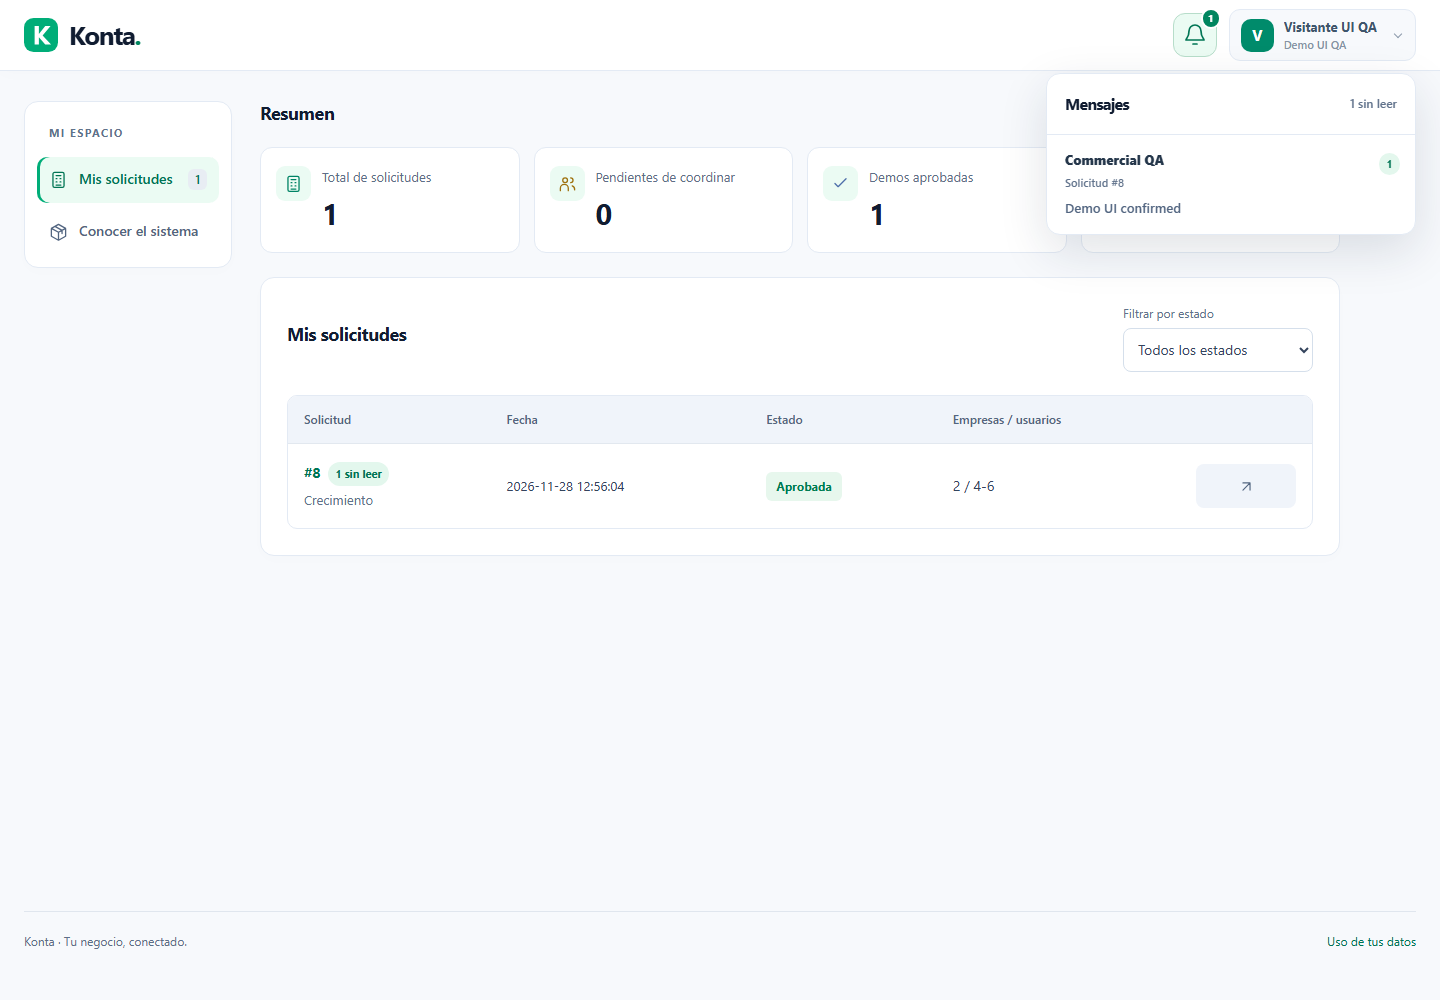 K Konta.
1
V Visitante UI QA
Demo UI QA
Mensajes 1 sin leer
Commercial QA 1
Solicitud #8
Demo UI confirmed
MI ESPACIO
Mis solicitudes 1
Conocer el sistema
Resumen
Total de solicitudes
1
Pendientes de coordinar
0
Demos aprobadas
1
Mis solicitudes
Filtrar por estado
Todos los estados
Solicitud Fecha Estado Empresas / usuarios
#8 1 sin leer
Crecimiento
2026-11-28 12:56:04 Aprobada 2 / 4-6
Konta · Tu negocio, conectado. Uso de tus datos